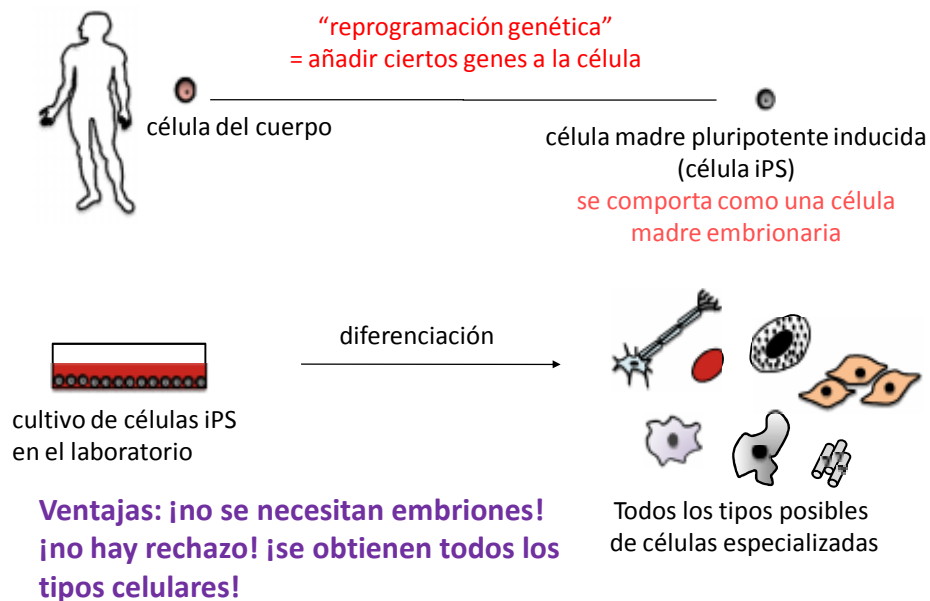 “reprogramación genética”
= añadir ciertos genes a la célula
célula del cuerpo
célula madre pluripotente inducida
(célula iPS)
se comporta como una célula
madre embrionaria
diferenciación
cultivo de células iPS
en el laboratorio
Ventajas: ¡no se necesitan embriones!
¡no hay rechazo! ¡se obtienen todos los
tipos celulares!
Todos los tipos posibles
de células especializadas